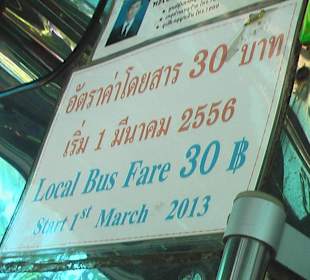 อัตราค่าโดยสาร 30 บาท
เริ่ม 1 มีนาคม 2556
Local Bus Fare 30 ฿
Start 1st March 2013